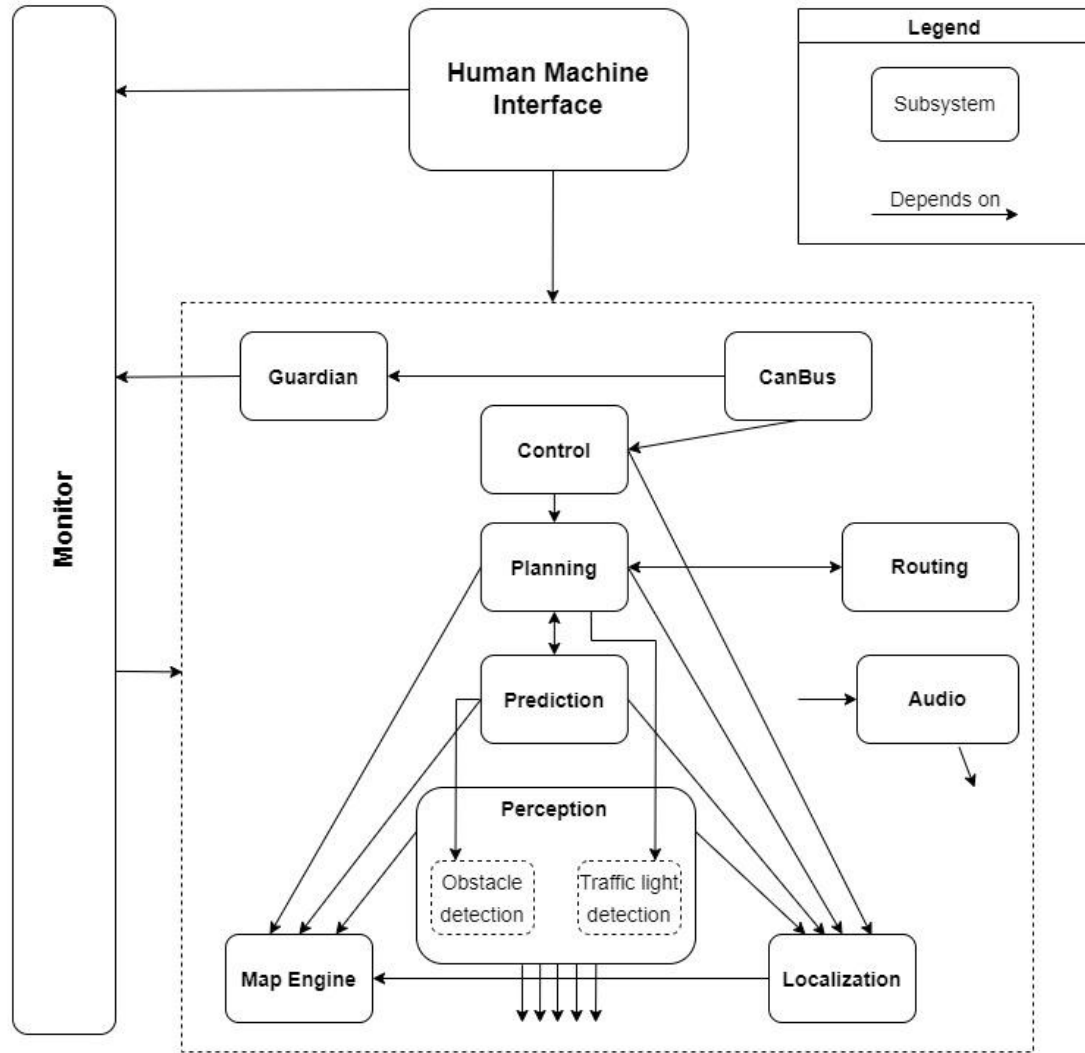 Human Machine
Interface
Legend
Subsystem
Depends on
Monitor
Guardian
CanBus
Control
Planning
Routing
Prediction
Audio
Perception
Obstacle
detection
Traffic light
detection
Map Engine
Localization